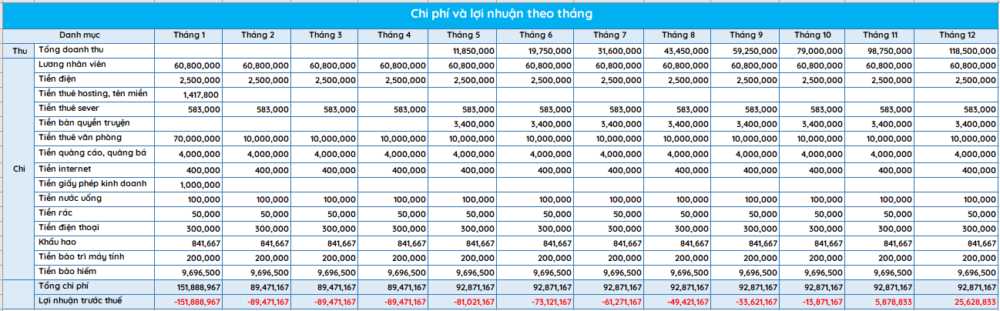 Chi phí và lợi nhuận theo tháng
Danh mục Tháng 1 Tháng 2 Tháng 3 Tháng 4 Tháng 5 Tháng 6 Tháng 7 Tháng 8 Tháng 9 Tháng 10 Tháng 11 Tháng 12
Thu Tổng doanh thu 11,850,000 19,750,000 31,600,000 43,450,000 59,250,000 79,000,000 98,750,000 118,500,000
Lương nhân viên 60,800,000 60,800,000 60,800,000 60,800,000 60,800,000 60,800,000 60,800,000 60,800,000 60,800,000 60,800,000 60,800,000 60,800,000
Tiền điện 2,500,000 2,500,000 2,500,000 2,500,000 2,500,000 2,500,000 2,500,000 2,500,000 2,500,000 2,500,000 2,500,000 2,500,000
Tiền thuê hosting, tên miền 1,417,800
Tiền thuê sever 583,000 583,000 583,000 583,000 583,000 583,000 583,000 583,000 583,000 583,000 583,000 583,000
Tiền bản quyền truyện 3,400,000 3,400,000 3,400,000 3,400,000 3,400,000 3,400,000 3,400,000 3,400,000
Tiền thuê văn phòng 70,000,000 10,000,000 10,000,000 10,000,000 10,000,000 10,000,000 10,000,000 10,000,000 10,000,000 10,000,000 10,000,000 10,000,000
Tiền quảng cáo, quảng bá 4,000,000 4,000,000 4,000,000 4,000,000 4,000,000 4,000,000 4,000,000 4,000,000 4,000,000 4,000,000 4,000,000 4,000,000
Chi Tiền internet 400,000 400,000 400,000 400,000 400,000 400,000 400,000 400,000 400,000 400,000 400,000 400,000
Tiền giấy phép kinh doanh 1,000,000
Tiền nước uống 100,000 100,000 100,000 100,000 100,000 100,000 100,000 100,000 100,000 100,000 100,000 100,000
Tiền rác 50,000 50,000 50,000 50,000 50,000 50,000 50,000 50,000 50,000 50,000 50,000 50,000
Tiền điện thoại 300,000 300,000 300,000 300,000 300,000 300,000 300,000 300,000 300,000 300,000 300,000 300,000
Khấu hao 841,667 841,667 841,667 841,667 841,667 841,667 841,667 841,667 841,667 841,667 841,667 841,667
Tiền bảo trì máy tính 200,000 200,000 200,000 200,000 200,000 200,000 200,000 200,000 200,000 200,000 200,000 200,000
Tiền bảo hiểm 9,696,500 9,696,500 9,696,500 9,696,500 9,696,500 9,696,500 9,696,500 9,696,500 9,696,500 9,696,500 9,696,500 9,696,500
Tổng chi phí 151,888,967 89,471,167 89,471,167 89,471,167 92,871,167 92,871,167 92,871,167 92,871,167 92,871,167 92,871,167 92,871,167 92,871,167
Lợi nhuận trước thuế -151,888,967 -89,471,167 -89,471,167 -89,471,167 -81,021,167 -73,121,167 -61,271,167 -49,421,167 -33,621,167 -13,871,167 5,878,833 25,628,833